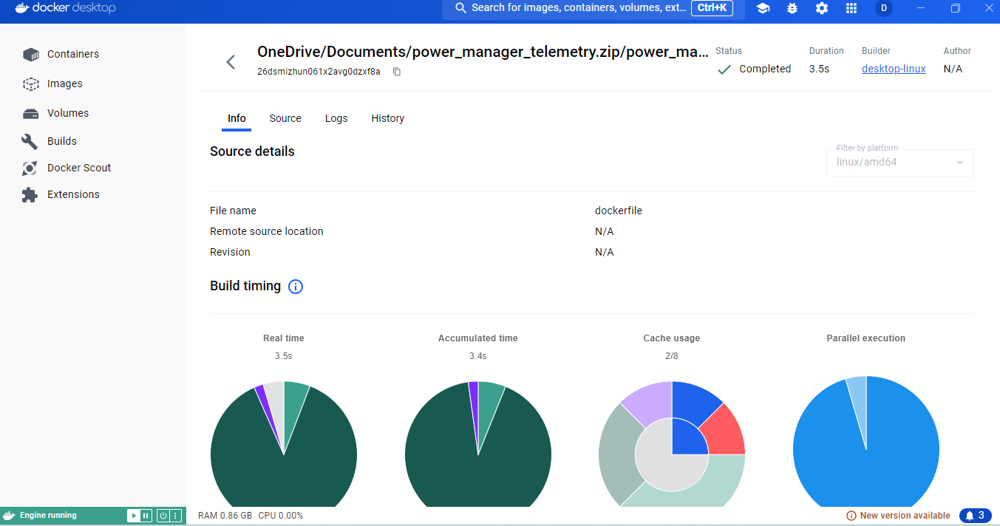 docker desktop
Search for images, containers, volumes, ext... Ctrl+K
D
Containers
Images
Volumes
Builds
Docker Scout
Extensions
OneDrive/Documents/power_manager_telemetry.zip/power_ma...
26dsmizhun061x2avg0dzxf8a
Status
Completed
Duration
3.5s
Builder
desktop-linux
Author
N/A
Info Source Logs History
Source details
Filter by platform
linux/amd64
File name dockerfile
Remote source location N/A
Revision N/A
Build timing
Real time
3.5s
Accumulated time
3.4s
Cache usage
2/8
Parallel execution
Engine running
RAM 0.86 GB CPU 0.00%
New version available
3